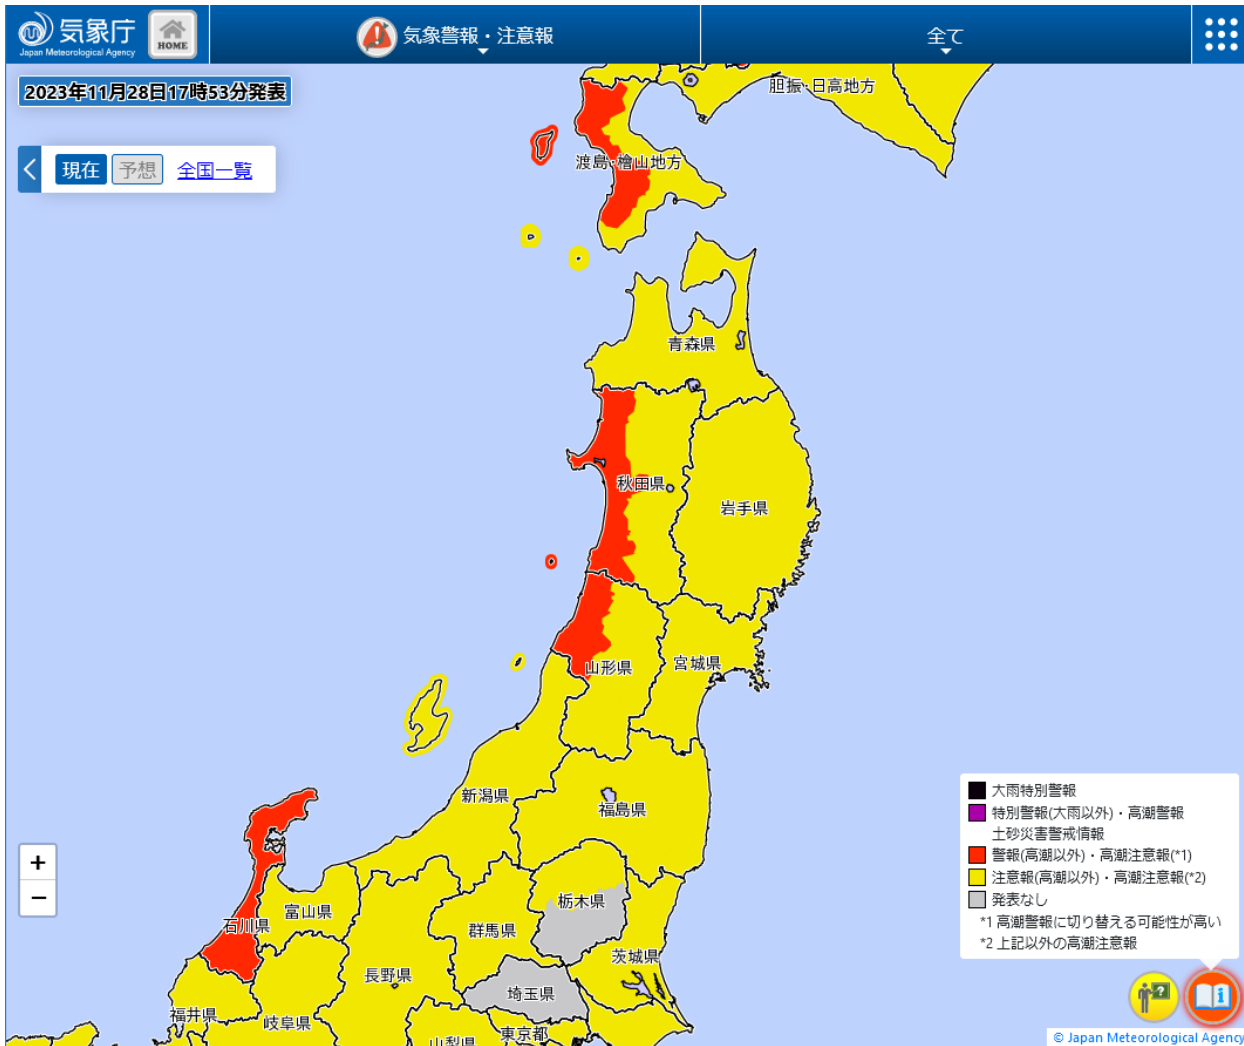 気象庁
Japan Meteorological Agency
HOME
気象警報・注意報
全て
2023年11月28日17時53分発表
現在
予想
全国一覧
胆振・日高地方
渡島・檜山地方
青森県
秋田県
岩手県
山形県
宮城県
新潟県
福島県
栃木県
富山県
石川県
群馬県
茨城県
長野県
埼玉県
福井県
岐阜県
東京都
山梨県
+
−
大雨特別警報
特別警報(大雨以外)・高潮警報
土砂災害警戒情報
警報(高潮以外)・高潮注意報(*1)
注意報(高潮以外)・高潮注意報(*2)
発表なし
*1 高潮警報に切り替える可能性が高い
*2 上記以外の高潮注意報
© Japan Meteorological Agency